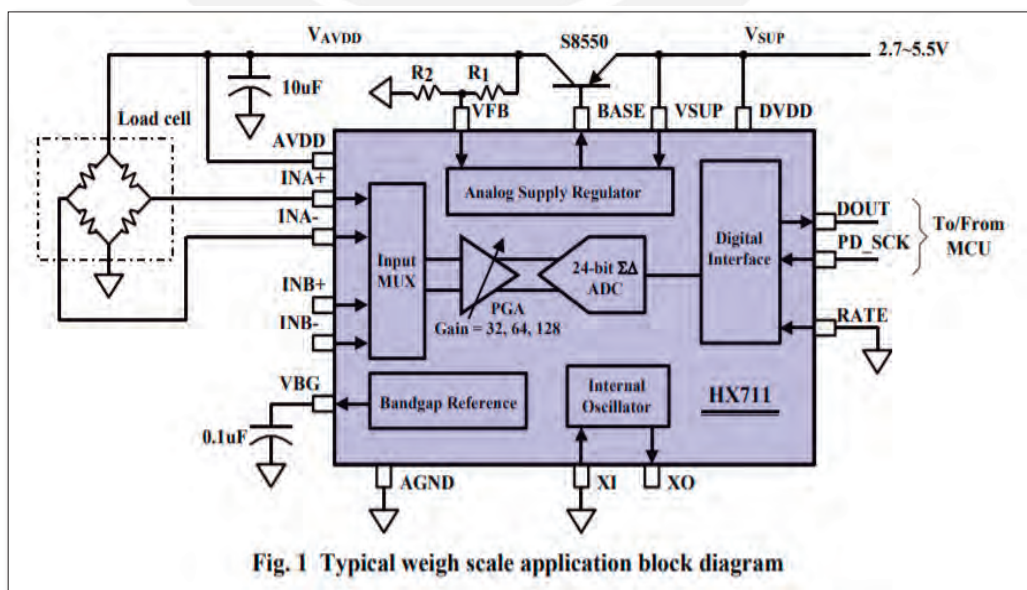 V_AVDD
S8550
V_SUP
2.7~5.5V
10uF
R2
R1
Load cell
VFB
BASE
VSUP
DVDD
AVDD
INA+
INA-
INB+
INB-
VBG
0.1uF
Analog Supply Regulator
Input
MUX
PGA
Gain = 32, 64, 128
24-bit ΣΔ
ADC
Digital
Interface
DOUT
PD_SCK
To/From
MCU
RATE
Bandgap Reference
Internal
Oscillator
HX711
AGND
XI
XO
Fig. 1 Typical weigh scale application block diagram